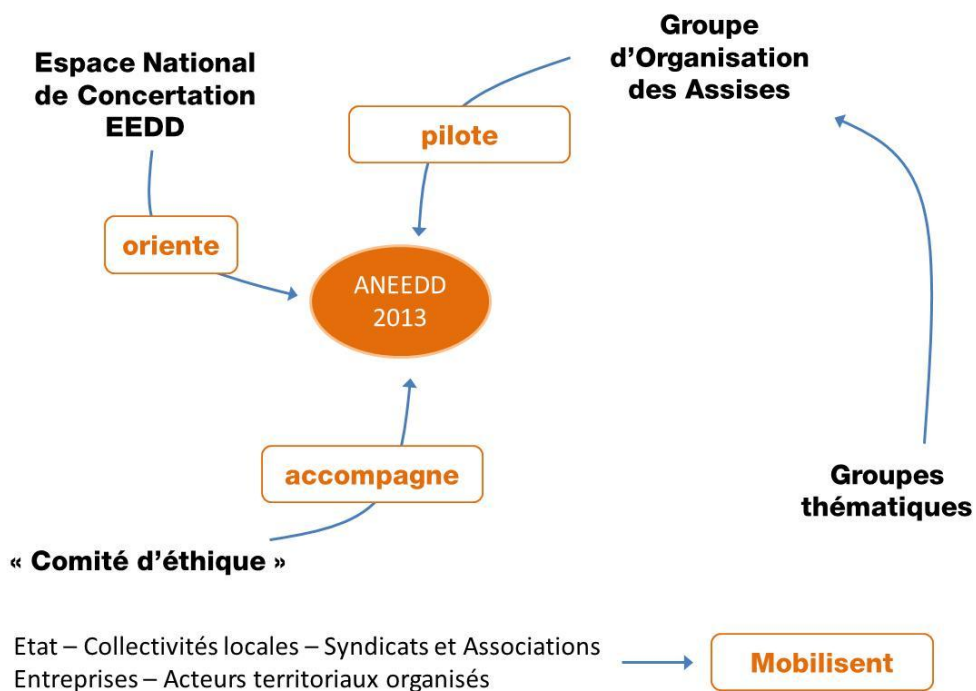 Espace National
de Concertation
EEDD
Groupe
d’Organisation
des Assises
pilote
oriente
ANEEDD
2013
accompagne
Groupes
thématiques
« Comité d’éthique »
Etat – Collectivités locales – Syndicats et Associations
Entreprises – Acteurs territoriaux organisés
Mobilisent